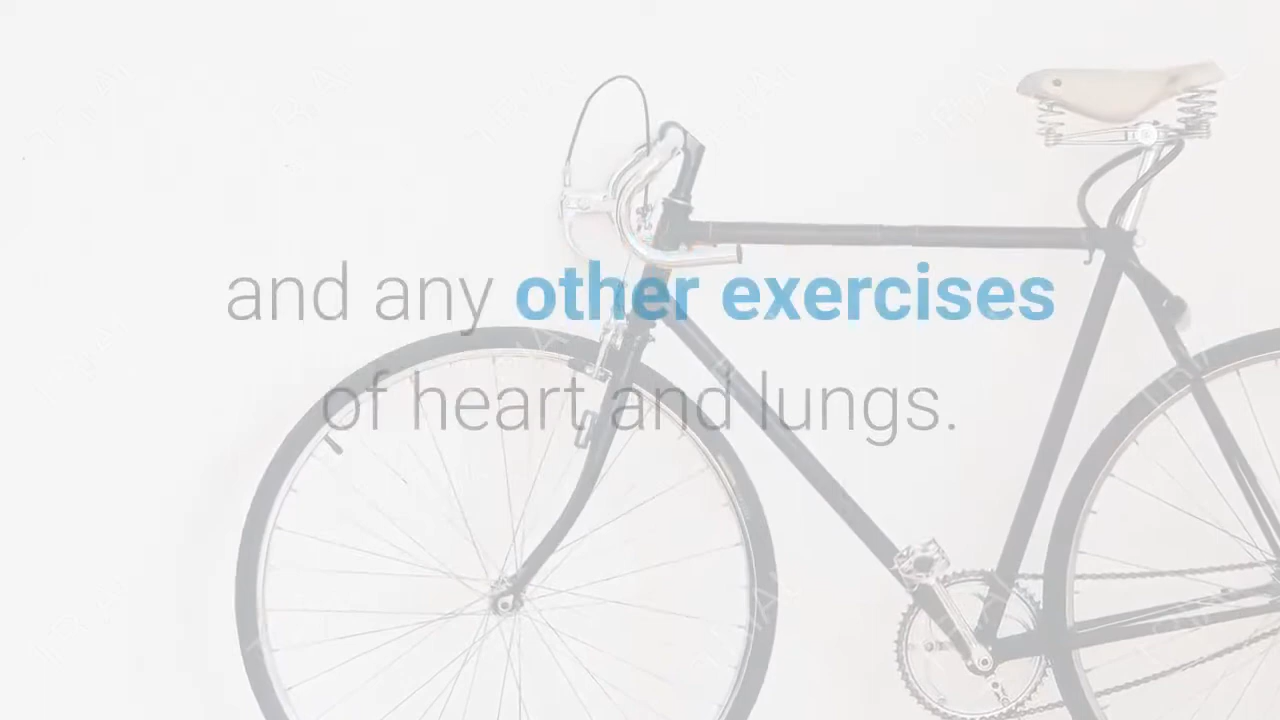 and any other exercises
of heart and lungs.